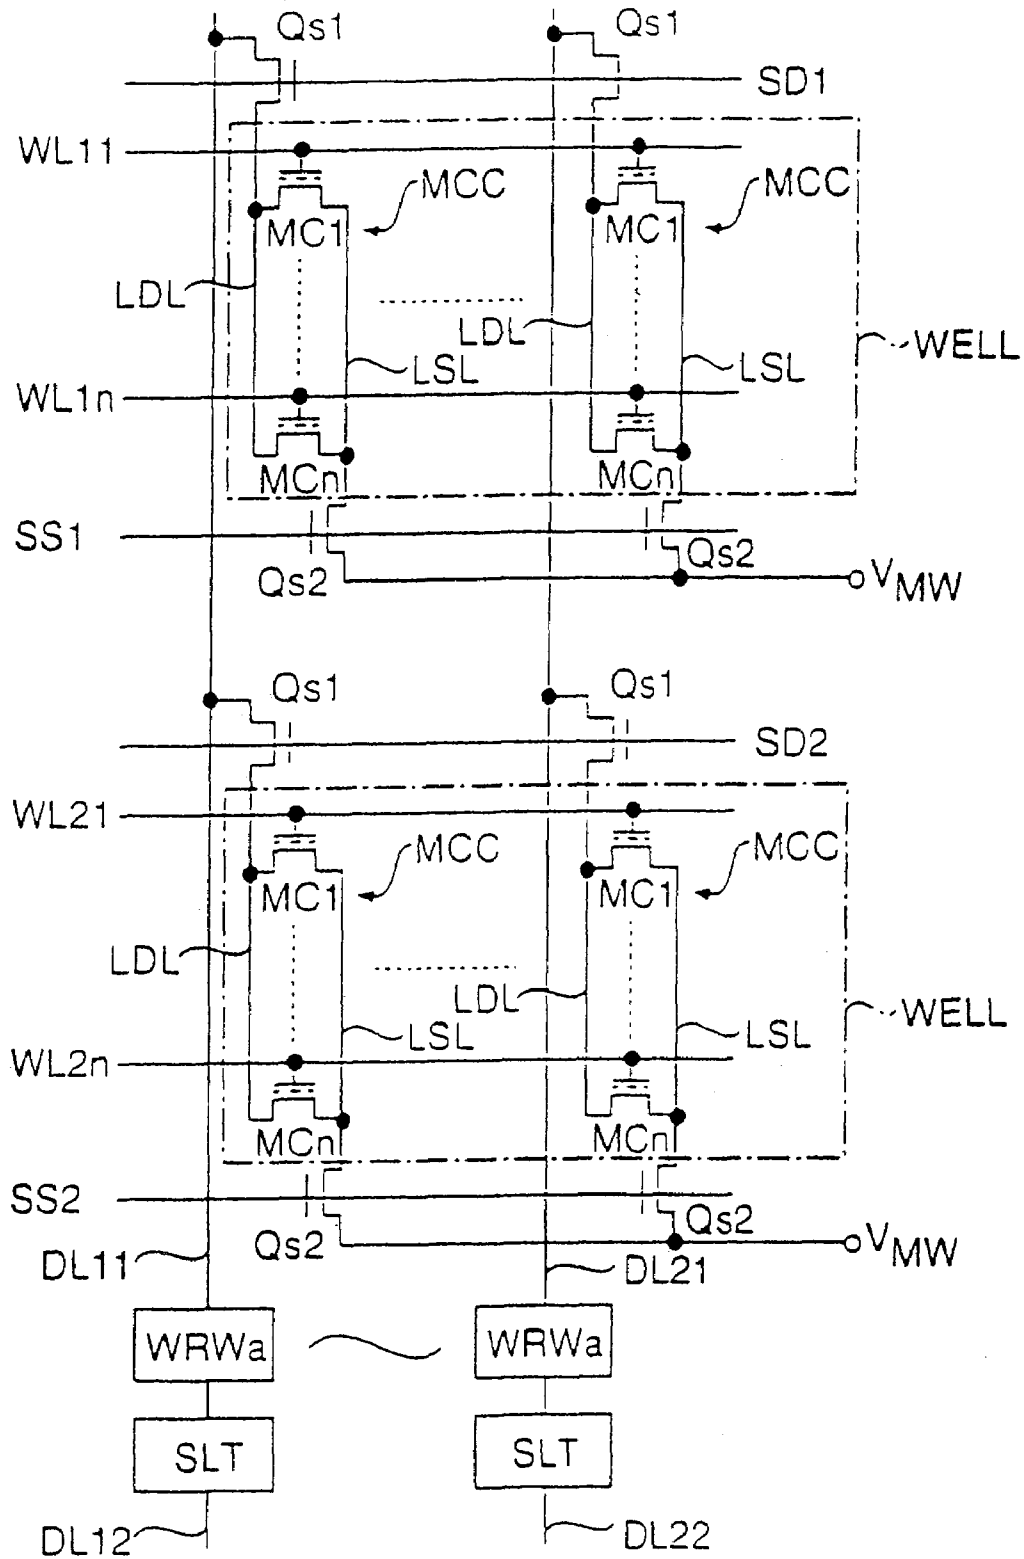 Qs1 Qs1
SD1
WL11
MCC MCC
MC1 MC1
LDL LDL
WELL
LSL LSL
WL1n
MCn MCn
SS1
Qs2 Qs2
VMW
Qs1 Qs1
SD2
WL21
MCC MCC
MC1 MC1
LDL LDL
WELL
LSL LSL
WL2n
MCn MCn
SS2
Qs2 Qs2
VMW
DL11 DL21
WRWa WRWa
SLT SLT
DL12 DL22